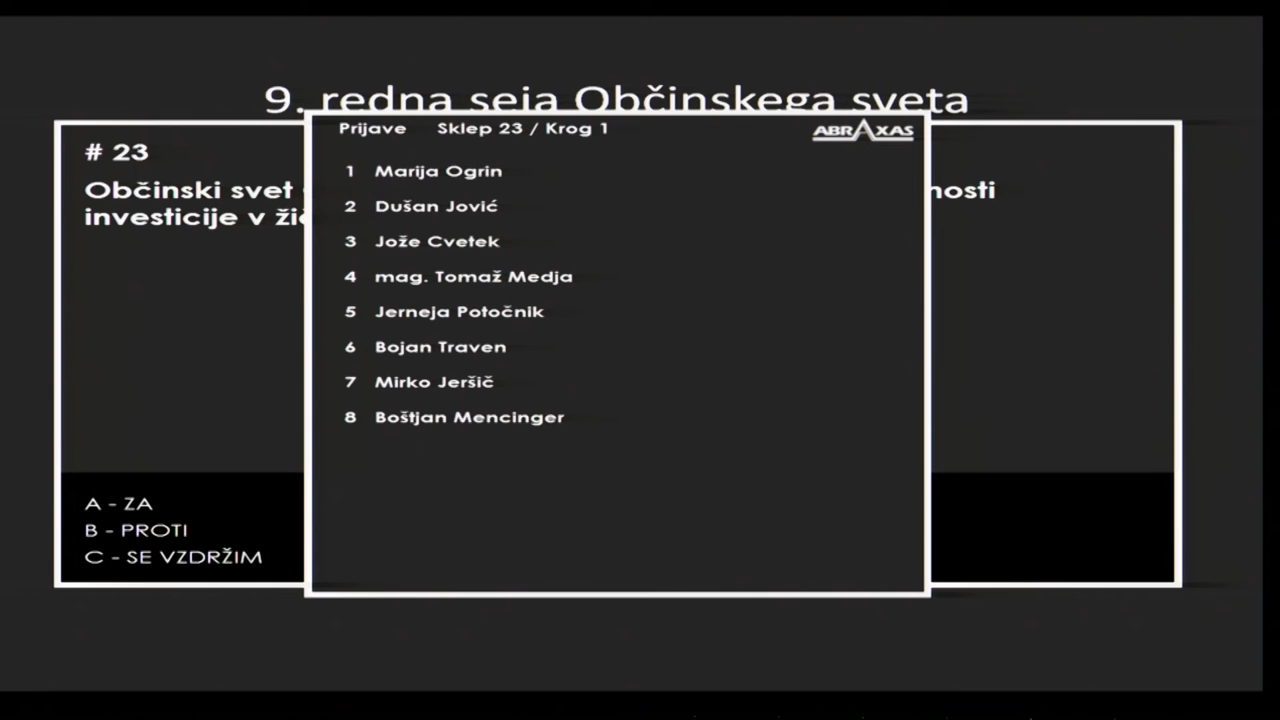 9. redna seja Občinskega sveta
Prijave Sklep 23 / Krog 1
ABRAXAS
# 23
Občinski svet
investicije v
1 Marija Ogrin
2 Dušan Jović
3 Jože Cvetek
4 mag. Tomaž Medja
5 Jerneja Potočnik
6 Bojan Traven
7 Mirko Jeršič
8 Boštjan Mencinger
A - ZA
B - PROTI
C - SE VZDRŽIM